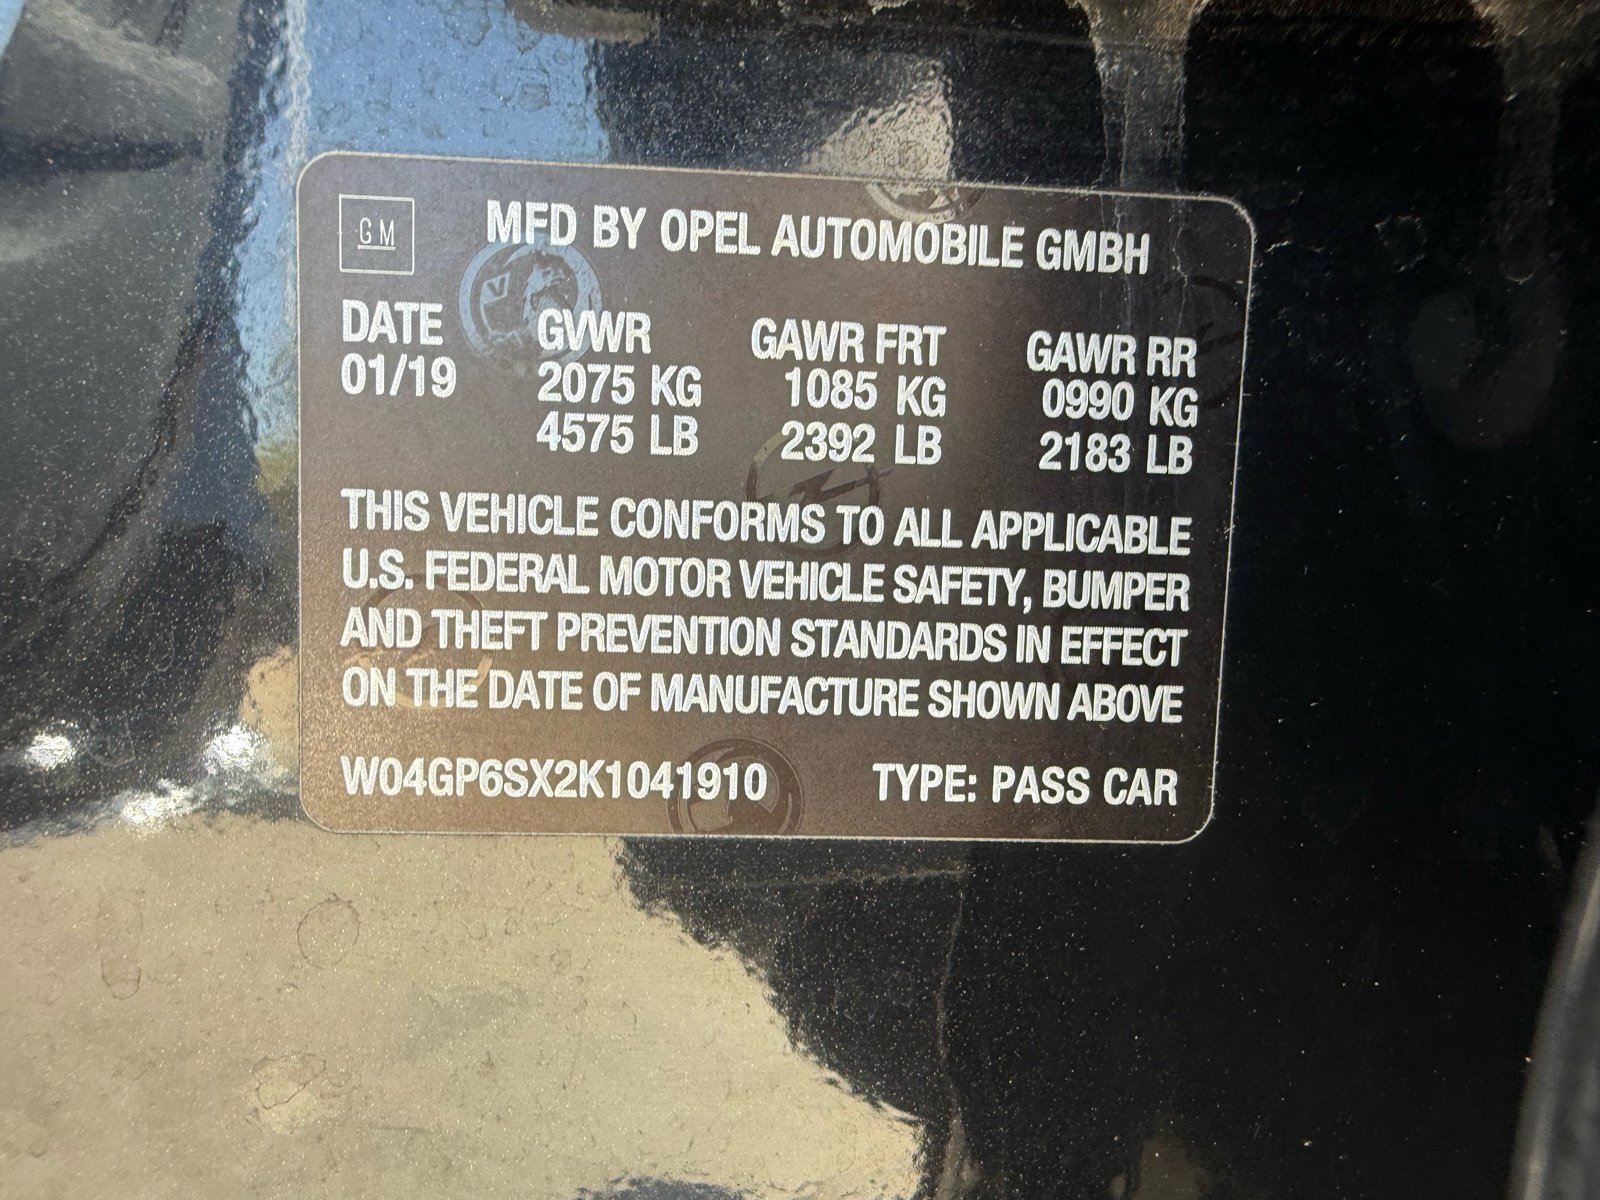 GM MFD BY OPEL AUTOMOBILE GMBH
DATE GVWR GAWR FRT GAWR RR
01/19 2075 KG 1085 KG 0990 KG
4575 LB 2392 LB 2183 LB
THIS VEHICLE CONFORMS TO ALL APPLICABLE
U.S. FEDERAL MOTOR VEHICLE SAFETY, BUMPER
AND THEFT PREVENTION STANDARDS IN EFFECT
ON THE DATE OF MANUFACTURE SHOWN ABOVE
W04GP6SX2K1041910 TYPE: PASS CAR